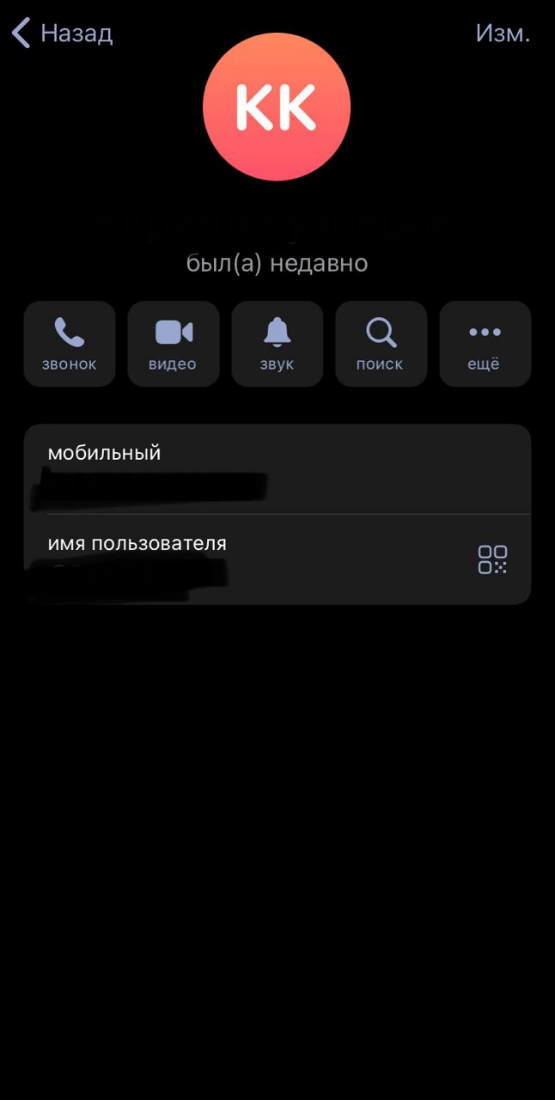 Назад
Изм.
КК
был(а) недавно
звонок
видео
звук
поиск
ещё
мобильный
имя пользователя